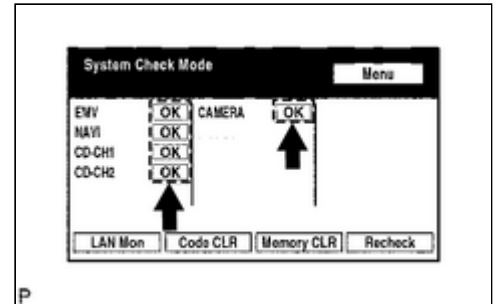 System Check Mode
Menu
EMV OK CAMERA OK
NAVI OK
CD-CH1 OK
CD-CH2 OK
LAN Mon Code CLR Memory CLR Recheck
P